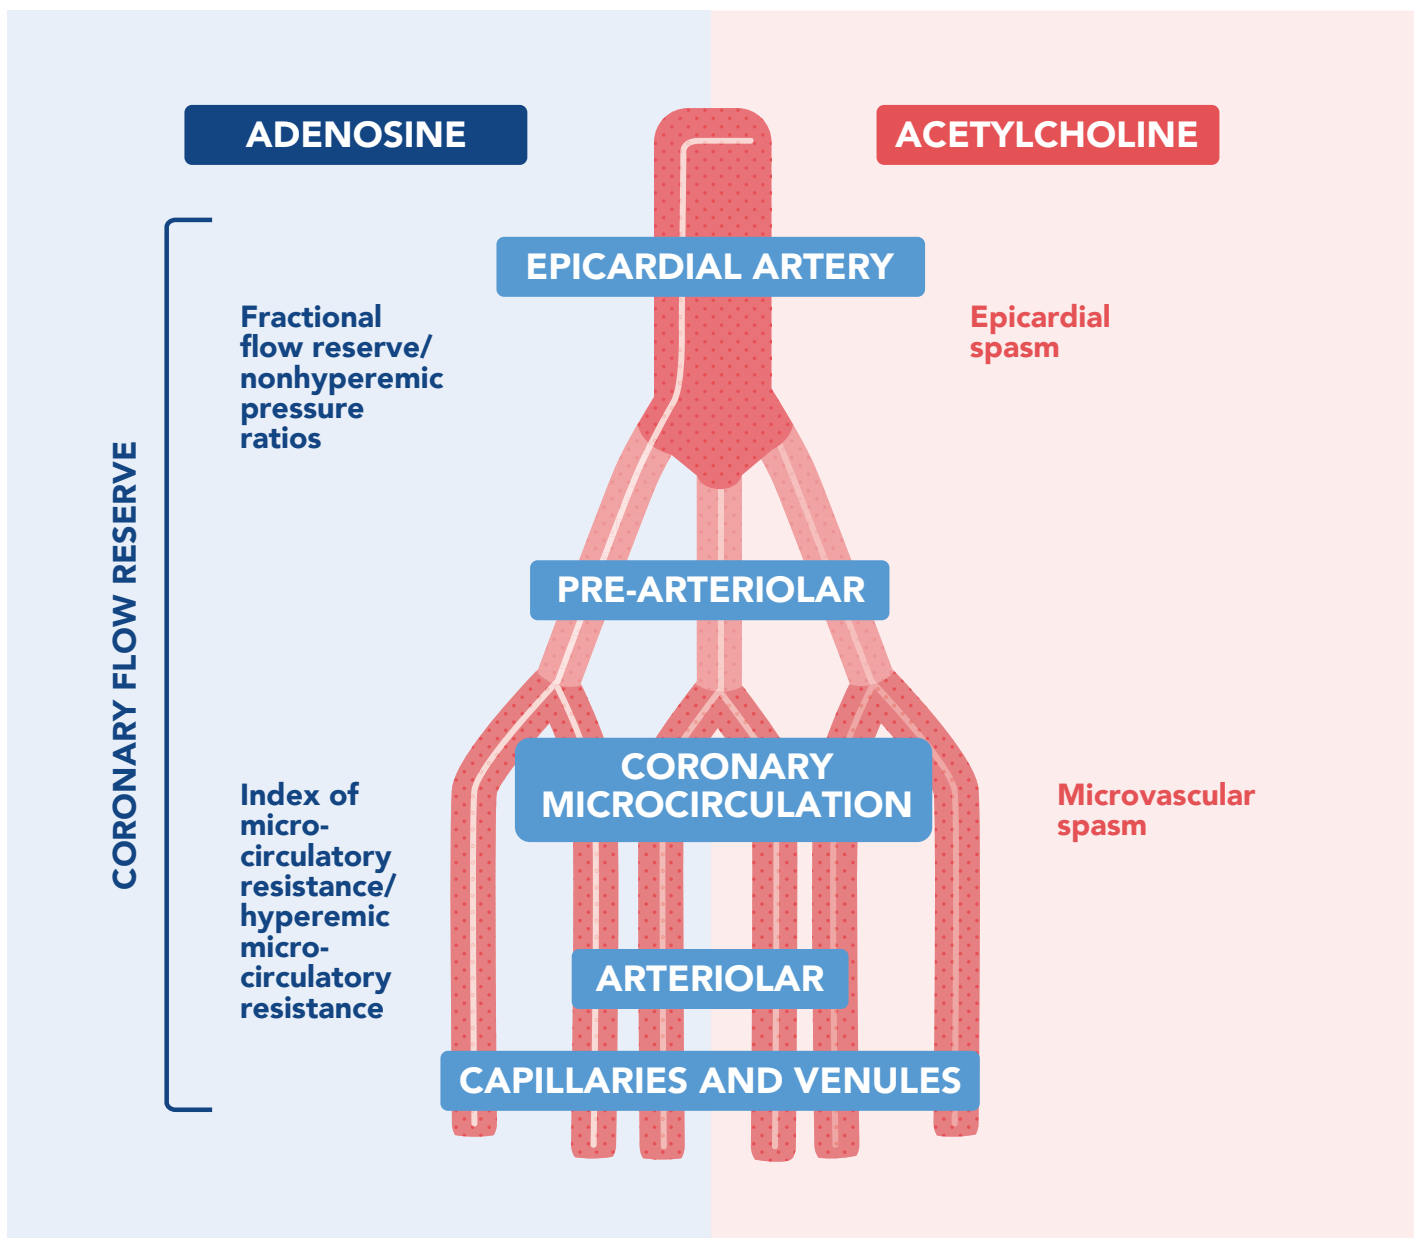 ADENOSINE
ACETYLCHOLINE
EPICARDIAL ARTERY
Fractional
flow reserve/
nonhyperemic
pressure
ratios
Epicardial
spasm
CORONARY FLOW RESERVE
PRE-ARTERIOLAR
CORONARY
MICROCIRCULATION
Index of
micro-
circulatory
resistance/
hyperemic
micro-
circulatory
resistance
Microvascular
spasm
ARTERIOLAR
CAPILLARIES AND VENULES